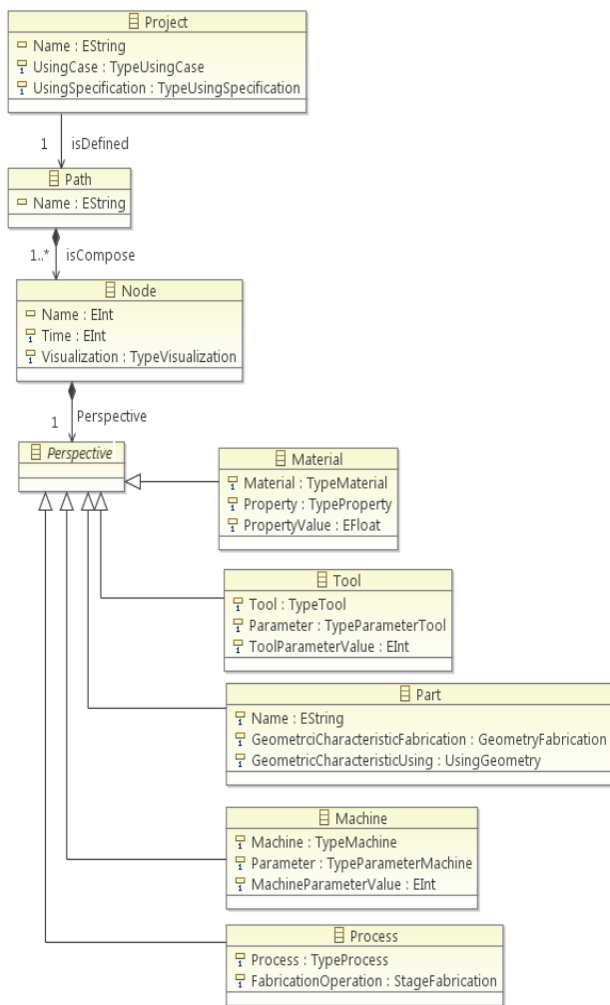 Project
Name : EString
UsingCase : TypeUsingCase
UsingSpecification : TypeUsingSpecification
1 isDefined
Path
Name : EString
1..* isCompose
Node
Name : EInt
Time : EInt
Visualization : TypeVisualization
Perspective
1
Perspective
Material
Material : TypeMaterial
Property : TypeProperty
PropertyValue : EFloat
Tool
Tool : TypeTool
Parameter : TypeParameterTool
ToolParameterValue : EInt
Part
Name : EString
GeometrciCharacteristicFabrication : GeometryFabrication
GeometricCharacteristicUsing : UsingGeometry
Machine
Machine : TypeMachine
Parameter : TypeParameterMachine
MachineParameterValue : EInt
Process
Process : TypeProcess
FabricationOperation : StageFabrication